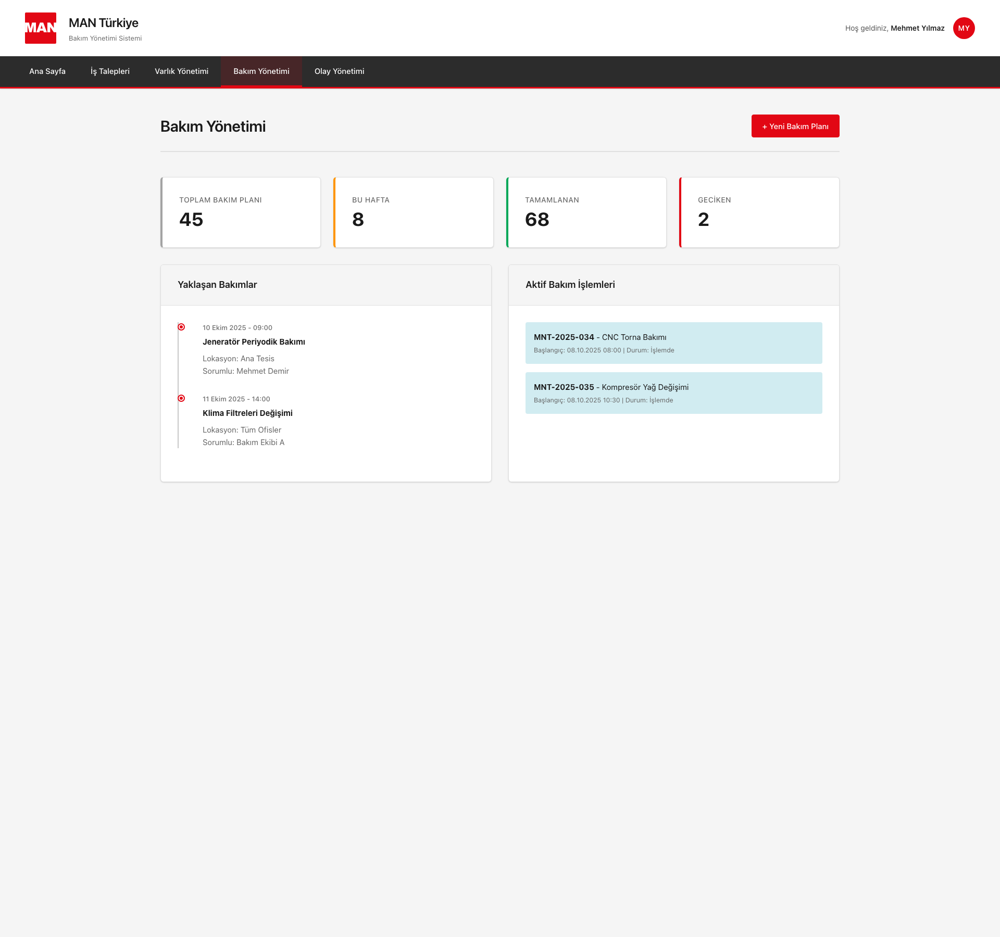 MAN
MAN Türkiye
Bakım Yönetimi Sistemi
Hoş geldiniz, Mehmet Yılmaz
MY
Ana Sayfa
İş Talepleri
Varlık Yönetimi
Bakım Yönetimi
Olay Yönetimi
Bakım Yönetimi
+ Yeni Bakım Planı
TOPLAM BAKIM PLANI
45
BU HAFTA
8
TAMAMLANAN
68
GECİKEN
2
Yaklaşan Bakımlar
10 Ekim 2025 - 09:00
Jeneratör Periyodik Bakımı
Lokasyon: Ana Tesis
Sorumlu: Mehmet Demir
11 Ekim 2025 - 14:00
Klima Filtreleri Değişimi
Lokasyon: Tüm Ofisler
Sorumlu: Bakım Ekibi A
Aktif Bakım İşlemleri
MNT-2025-034 - CNC Torna Bakımı
Başlangıç: 08.10.2025 08:00 | Durum: İşlemde
MNT-2025-035 - Kompresör Yağ Değişimi
Başlangıç: 08.10.2025 10:30 | Durum: İşlemde